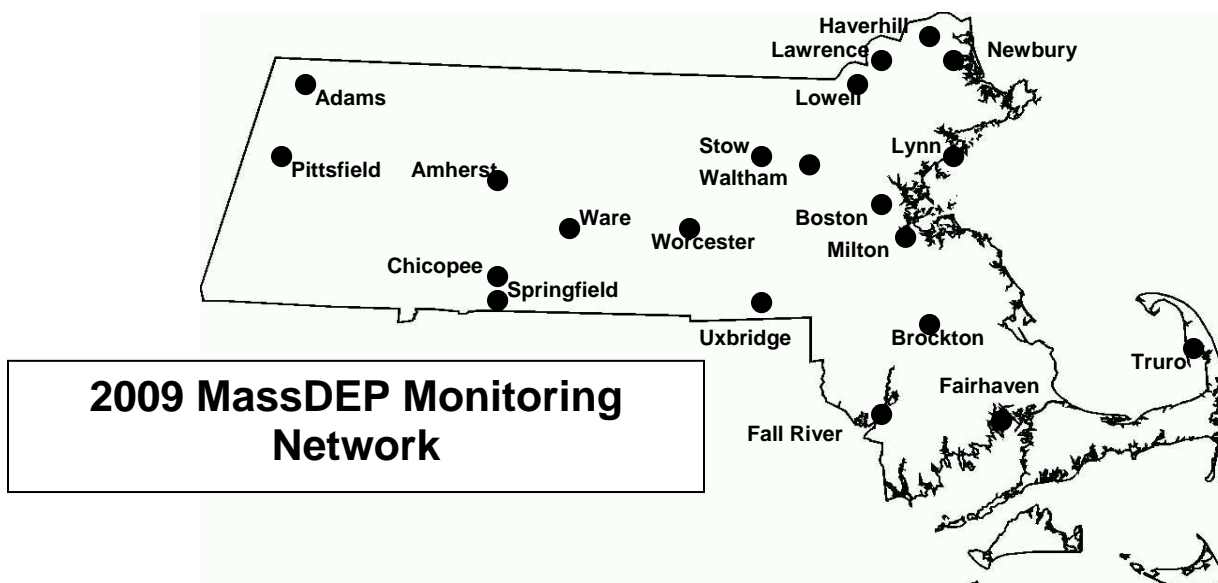 Haverhill
Lawrence
Newbury
Adams
Lowell
Stow
Lynn
Pittsfield
Amherst
Waltham
Boston
Ware
Worcester
Milton
Chicopee
Springfield
Uxbridge
Brockton
Truro
2009 MassDEP Monitoring
Network
Fairhaven
Fall River